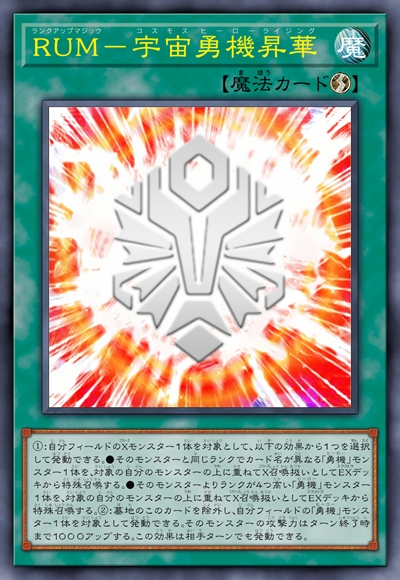 ランクアップマジック コスモスヒーローライジング
RUM－宇宙勇機昇華
魔
まほう
【魔法カード】
①：自分フィールドのXモンスター1体を対象として、以下の効果から1つを選択
して発動できる。●そのモンスターと同じランクでカード名が異なる「勇機」モン
スター1体を、対象の自分のモンスターの上に重ねてX召喚扱いとしてEXデッ
キから特殊召喚する。●そのモンスターよりランクが4つ高い「勇機」モンス
ター1体を、対象の自分のモンスターの上に重ねてX召喚扱いとしてEXデッキか
ら特殊召喚する。②：墓地のこのカードを除外し、自分フィールドの「勇機」モンス
ター1体を対象として発動できる。そのモンスターの攻撃力はターン終了時
まで1000アップする。この効果は相手ターンでも発動できる。